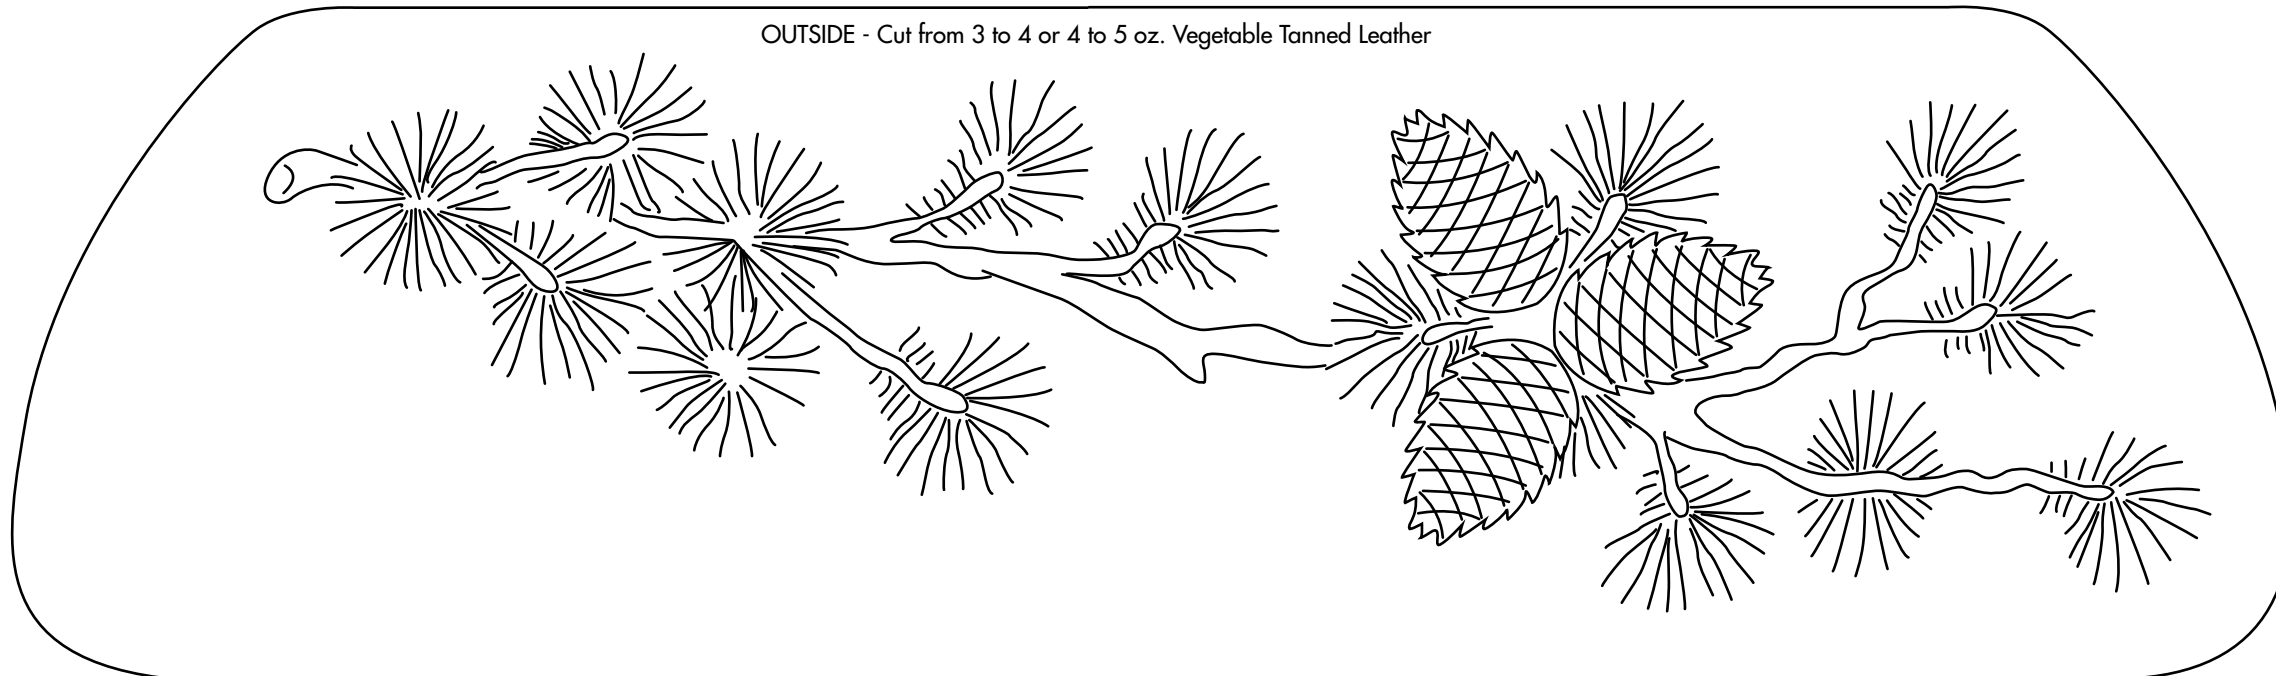 OUTSIDE - Cut from 3 to 4 or 4 to 5 oz. Vegetable Tanned Leather